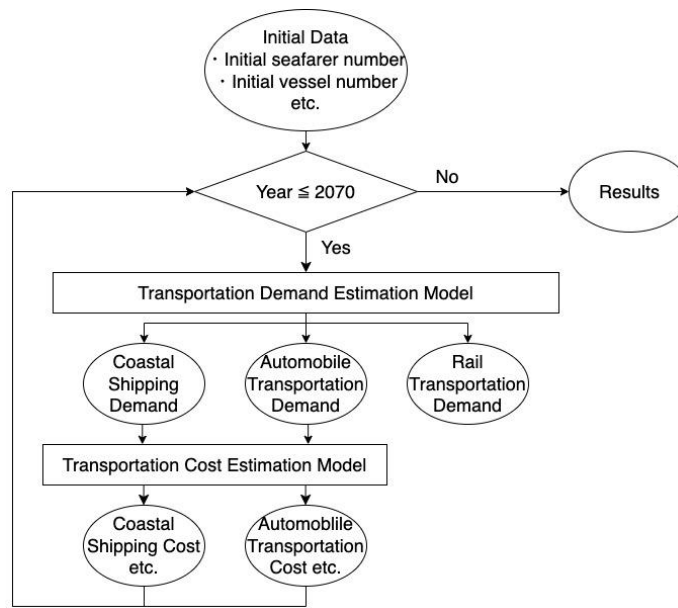 Initial Data
・Initial seafarer number
・Initial vessel number
etc.
Year ≦ 2070
No
Results
Yes
Transportation Demand Estimation Model
Coastal
Shipping
Demand
Automobile
Transportation
Demand
Rail
Transportation
Demand
Transportation Cost Estimation Model
Coastal
Shipping Cost
etc.
Automoblile
Transportation
Cost etc.